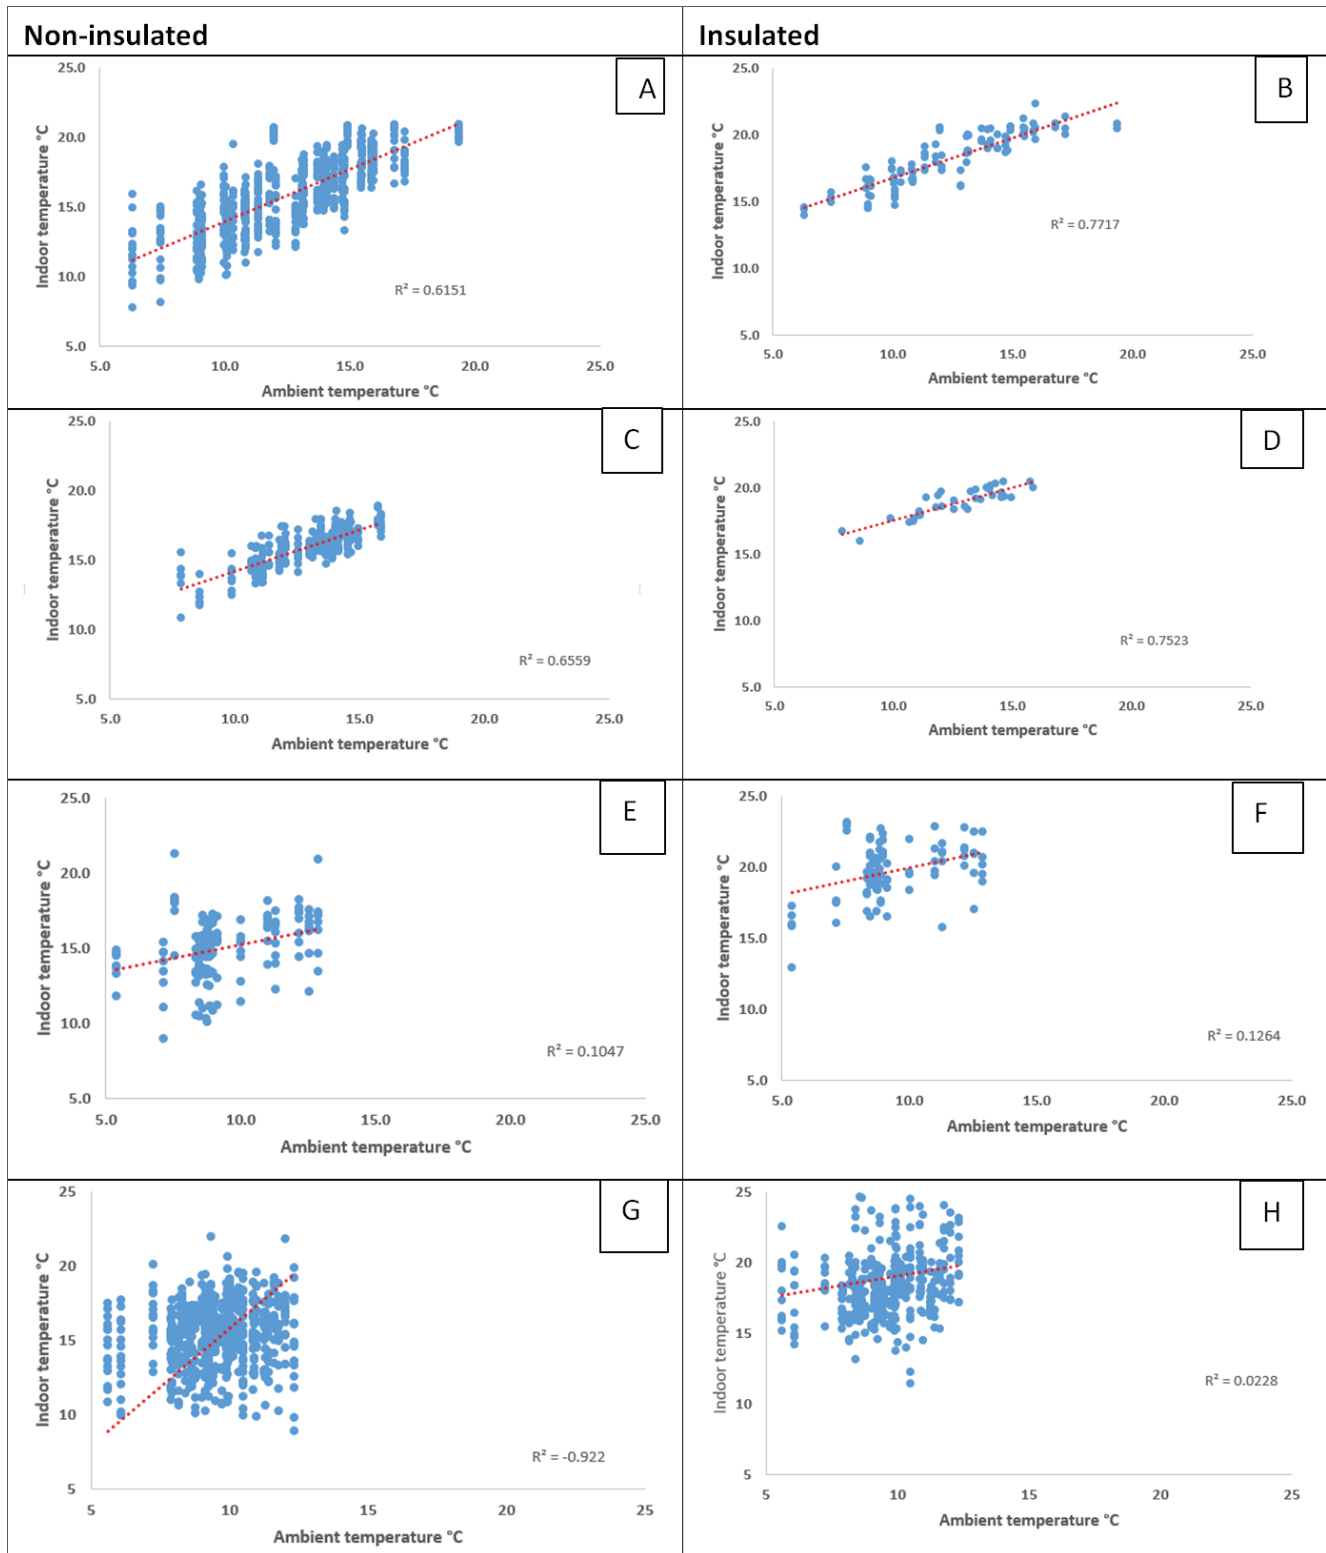 Non-insulated
Insulated
A
25.0
20.0
15.0
10.0
5.0
Indoor temperature °C
5.0 10.0 15.0 20.0 25.0
Ambient temperature °C
R² = 0.6151
B
25.0
20.0
15.0
10.0
5.0
Indoor temperature °C
5.0 10.0 15.0 20.0 25.0
Ambient temperature °C
R² = 0.7717
C
25.0
20.0
15.0
10.0
5.0
Indoor temperature °C
5.0 10.0 15.0 20.0 25.0
Ambient temperature °C
R² = 0.6559
D
25.0
20.0
15.0
10.0
5.0
Indoor temperature °C
5.0 10.0 15.0 20.0 25.0
Ambient temperature °C
R² = 0.7523
E
25.0
20.0
15.0
10.0
5.0
Indoor temperature °C
5.0 10.0 15.0 20.0 25.0
Ambient temperature °C
R² = 0.1047
F
25.0
20.0
15.0
10.0
5.0
Indoor temperature °C
5.0 10.0 15.0 20.0 25.0
Ambient temperature °C
R² = 0.1264
G
25
20
15
10
5
Indoor temperature °C
5 10 15 20 25
Ambient temperature °C
R² = -0.922
H
25
20
15
10
5
Indoor temperature °C
5 10 15 20 25
Ambient temperature °C
R² = 0.0228